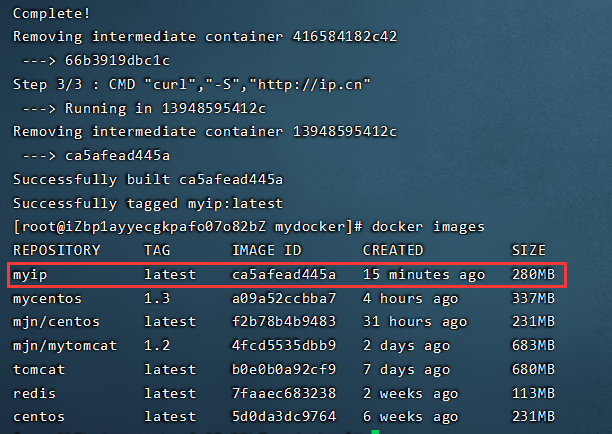 Complete!
Removing intermediate container 416584182c42
---> 66b3919dbc1c
Step 3/3 : CMD "curl","-S","http://ip.cn"
---> Running in 13948595412c
Removing intermediate container 13948595412c
---> ca5afead445a
Successfully built ca5afead445a
Successfully tagged myip:latest
[root@iZbp1ayyecgkpafo07o82bZ mydocker]# docker images
REPOSITORY TAG IMAGE ID CREATED SIZE
myip latest ca5afead445a 15 minutes ago 280MB
mycentos 1.3 a09a52ccbba7 4 hours ago 337MB
mjn/centos latest f2b78b4b9483 31 hours ago 231MB
mjn/mytomcat 1.2 4fcd5535dbb9 2 days ago 683MB
tomcat latest b0e0b0a92cf9 7 days ago 680MB
redis latest 7faaec683238 2 weeks ago 113MB
centos latest 5d0da3dc9764 6 weeks ago 231MB